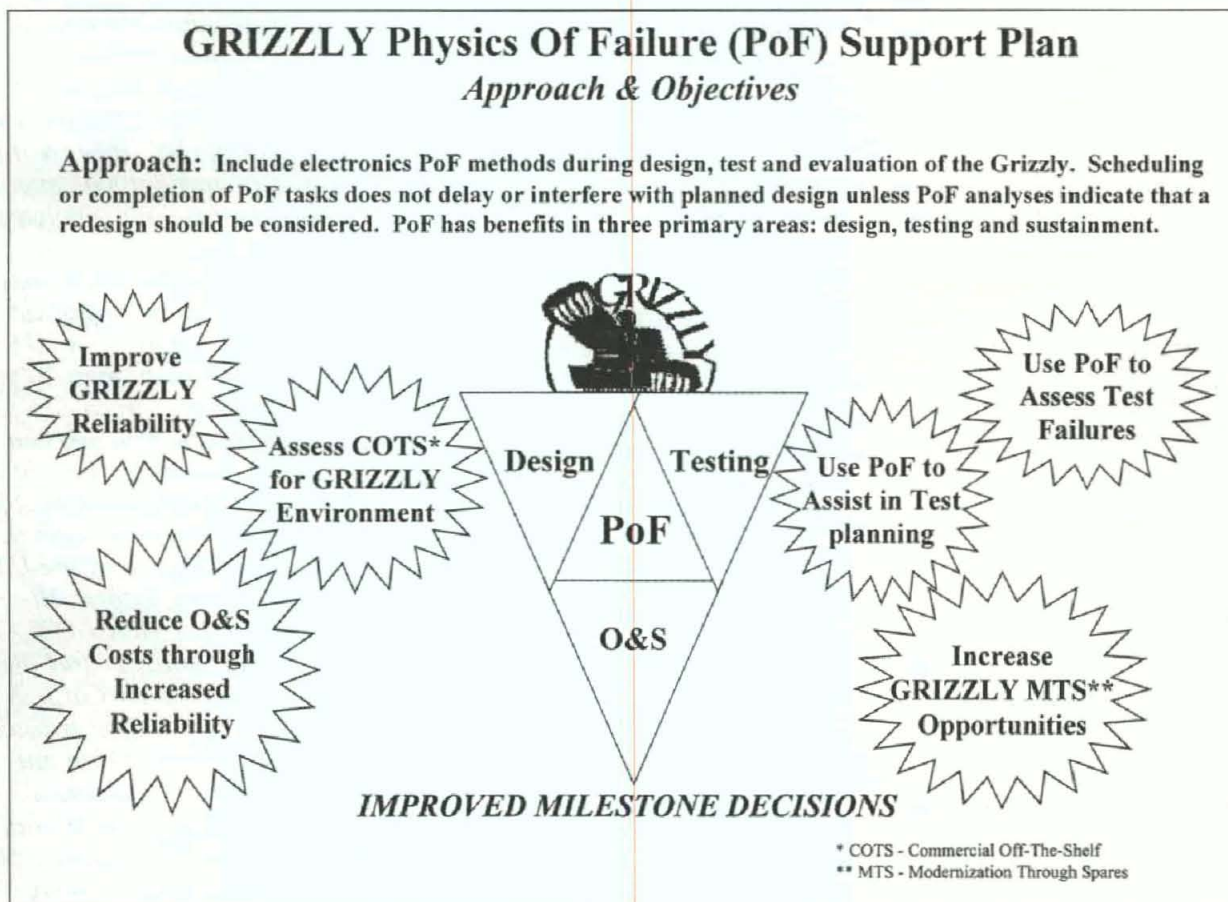 GRIZZLY Physics Of Failure (PoF) Support Plan
Approach & Objectives
Approach: Include electronics PoF methods during design, test and evaluation of the Grizzly. Scheduling
or completion of PoF tasks does not delay or interfere with planned design unless PoF analyses indicate that a
redesign should be considered. PoF has benefits in three primary areas: design, testing and sustainment.
GRIZZLY
Improve
GRIZZLY
Reliability
Assess COTS*
for GRIZZLY
Environment
Reduce O&S
Costs through
Increased
Reliability
Design
Testing
PoF
O&S
Use PoF to
Assist in Test
planning
Use PoF to
Assess Test
Failures
Increase
GRIZZLY MTS**
Opportunities
IMPROVED MILESTONE DECISIONS
* COTS - Commercial Off-The-Shelf
** MTS - Modernization Through Spares